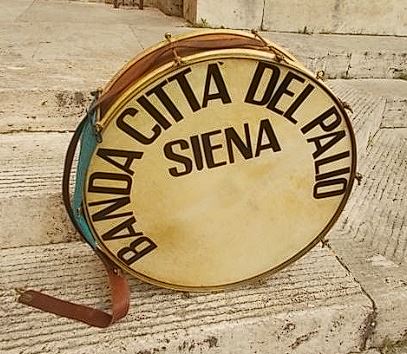 BANDA CITTÀ DEL PALIO
SIENA